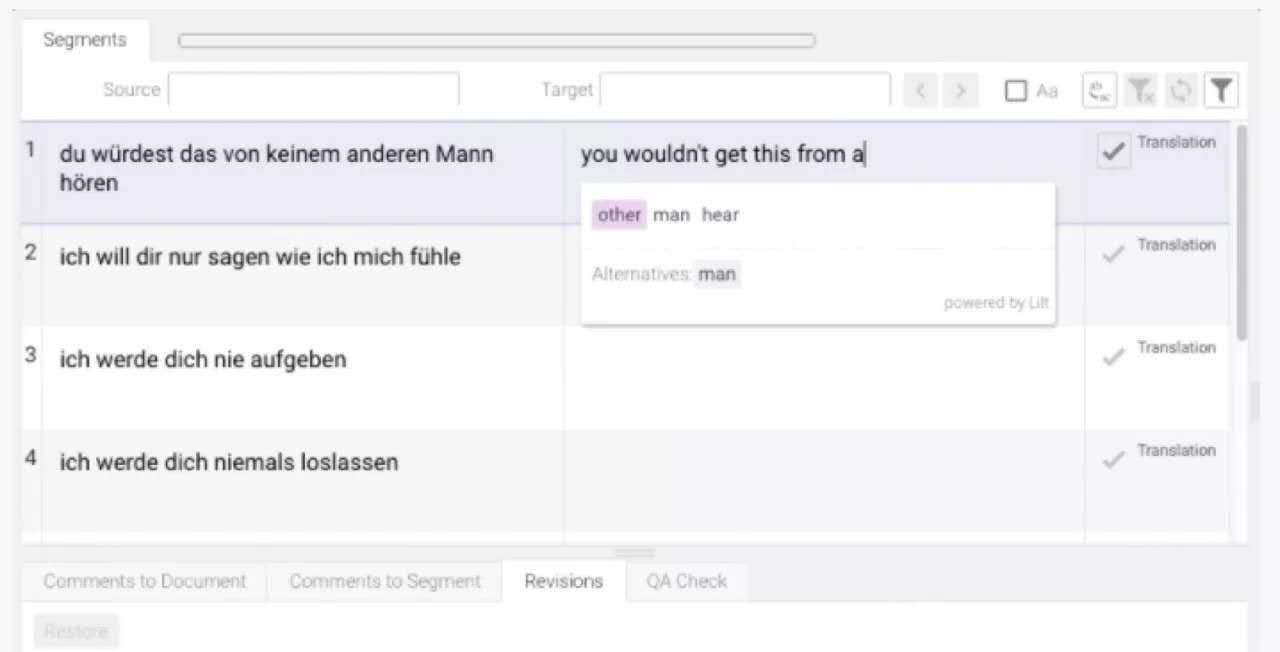 Segments
Source Target Aa
1 du würdest das von keinem anderen Mann you wouldn't get this from a Translation
hören
other man hear
2 ich will dir nur sagen wie ich mich fühle Translation
Alternatives: man
powered by Lilt
3 ich werde dich nie aufgeben Translation
4 ich werde dich niemals loslassen Translation
Comments to Document Comments to Segment Revisions QA Check
Restore